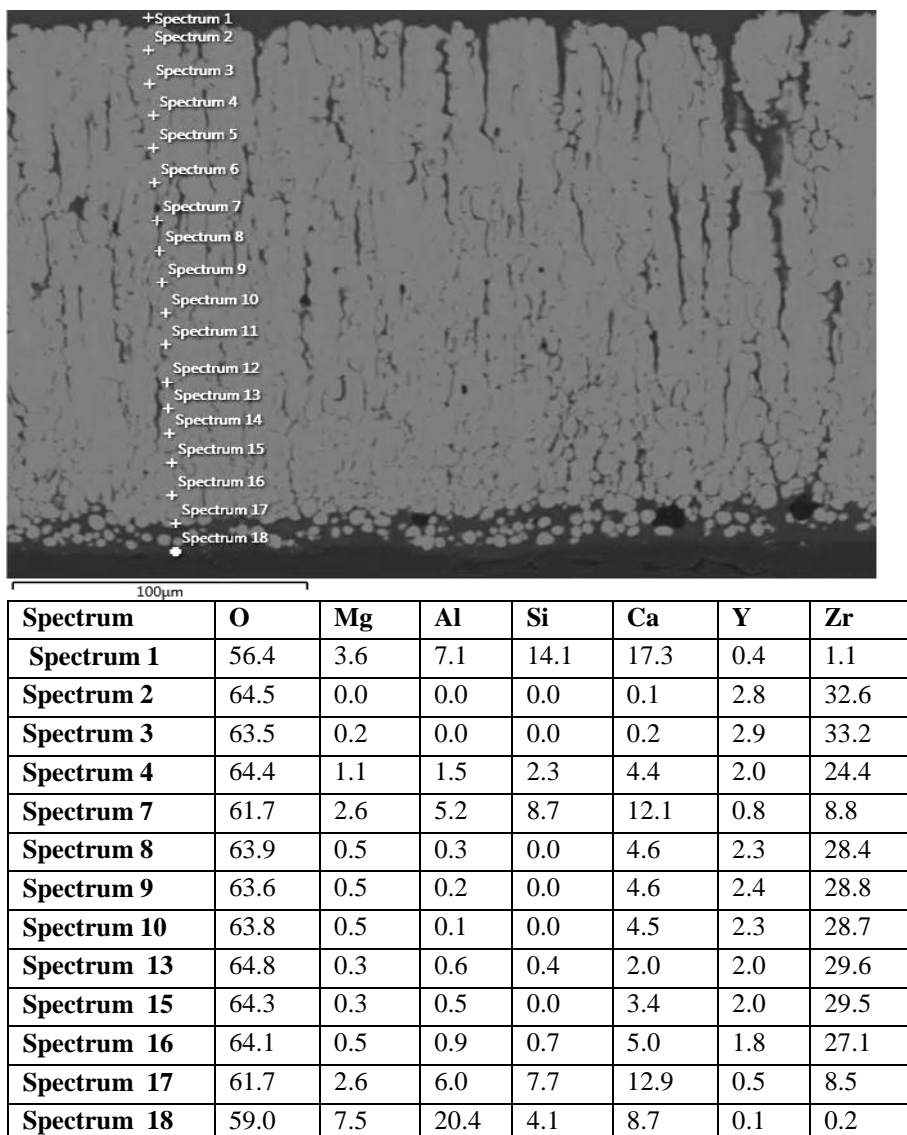 Spectrum 1
Spectrum 2
Spectrum 3
Spectrum 4
Spectrum 5
Spectrum 6
Spectrum 7
Spectrum 8
Spectrum 9
Spectrum 10
Spectrum 11
Spectrum 12
Spectrum 13
Spectrum 14
Spectrum 15
Spectrum 16
Spectrum 17
Spectrum 18
100μm
Spectrum O Mg Al Si Ca Y Zr
Spectrum 1 56.4 3.6 7.1 14.1 17.3 0.4 1.1
Spectrum 2 64.5 0.0 0.0 0.0 0.1 2.8 32.6
Spectrum 3 63.5 0.2 0.0 0.0 0.2 2.9 33.2
Spectrum 4 64.4 1.1 1.5 2.3 4.4 2.0 24.4
Spectrum 7 61.7 2.6 5.2 8.7 12.1 0.8 8.8
Spectrum 8 63.9 0.5 0.3 0.0 4.6 2.3 28.4
Spectrum 9 63.6 0.5 0.2 0.0 4.6 2.4 28.8
Spectrum 10 63.8 0.5 0.1 0.0 4.5 2.3 28.7
Spectrum 13 64.8 0.3 0.6 0.4 2.0 2.0 29.6
Spectrum 15 64.3 0.3 0.5 0.0 3.4 2.0 29.5
Spectrum 16 64.1 0.5 0.9 0.7 5.0 1.8 27.1
Spectrum 17 61.7 2.6 6.0 7.7 12.9 0.5 8.5
Spectrum 18 59.0 7.5 20.4 4.1 8.7 0.1 0.2